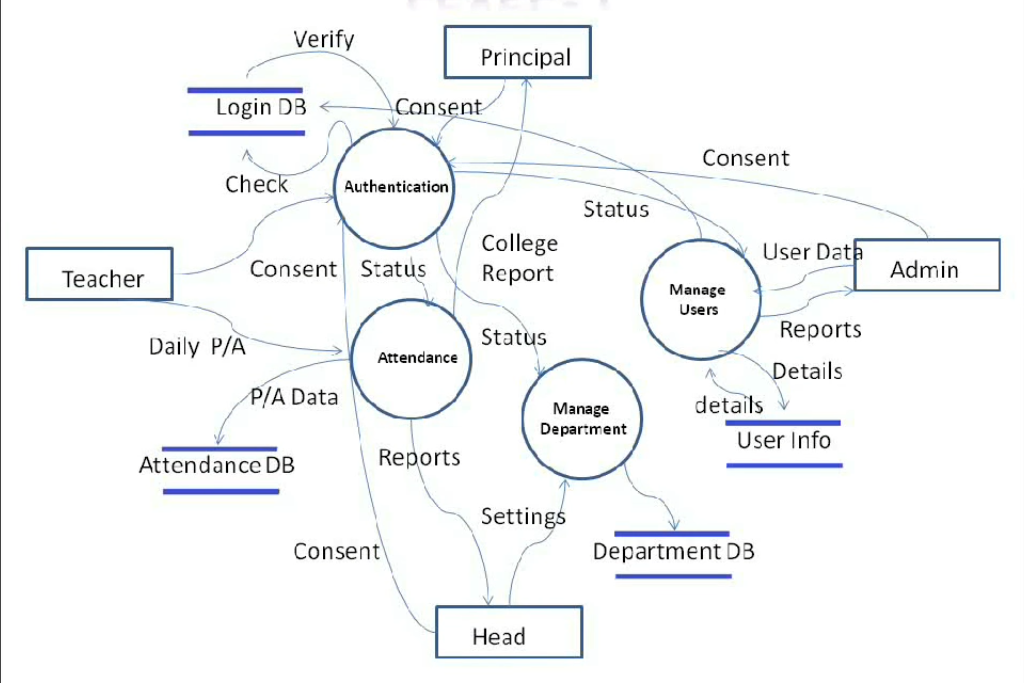 Verify
Principal
Login DB
Consent
Consent
Check
Authentication
Status
College
Report
User Data
Admin
Teacher
Consent
Status
Manage
Users
Reports
Daily P/A
Attendance
Status
Details
P/A Data
details
Manage
Department
User Info
Attendance DB
Reports
Settings
Consent
Department DB
Head